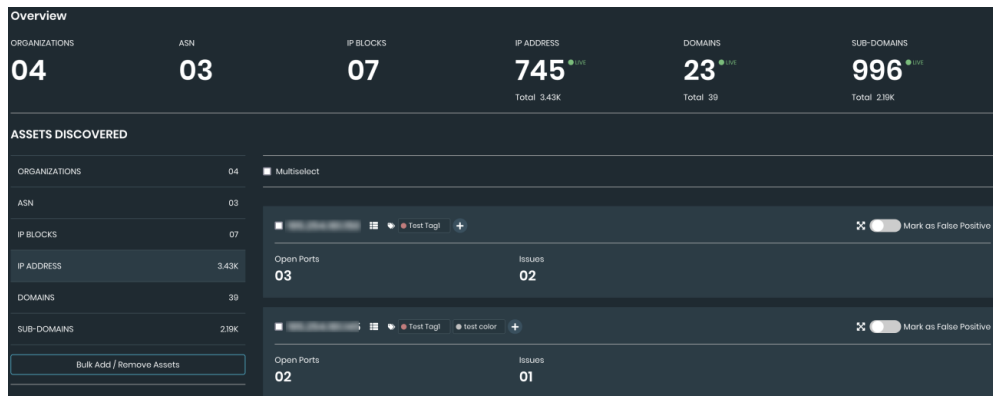 Overview
ORGANIZATIONS ASN IP BLOCKS IP ADDRESS DOMAINS SUB-DOMAINS
04 03 07 745 LIVE 23 LIVE 996 LIVE
Total 3.43K Total 39 Total 2.19K
ASSETS DISCOVERED
ORGANIZATIONS 04
ASN 03
IP BLOCKS 07
IP ADDRESS 3.43K
DOMAINS 39
SUB-DOMAINS 2.19K
Bulk Add / Remove Assets
Multiselect
Test Tag1 + Mark as False Positive
Open Ports Issues
03 02
Test Tag1 test color + Mark as False Positive
Open Ports Issues
02 01